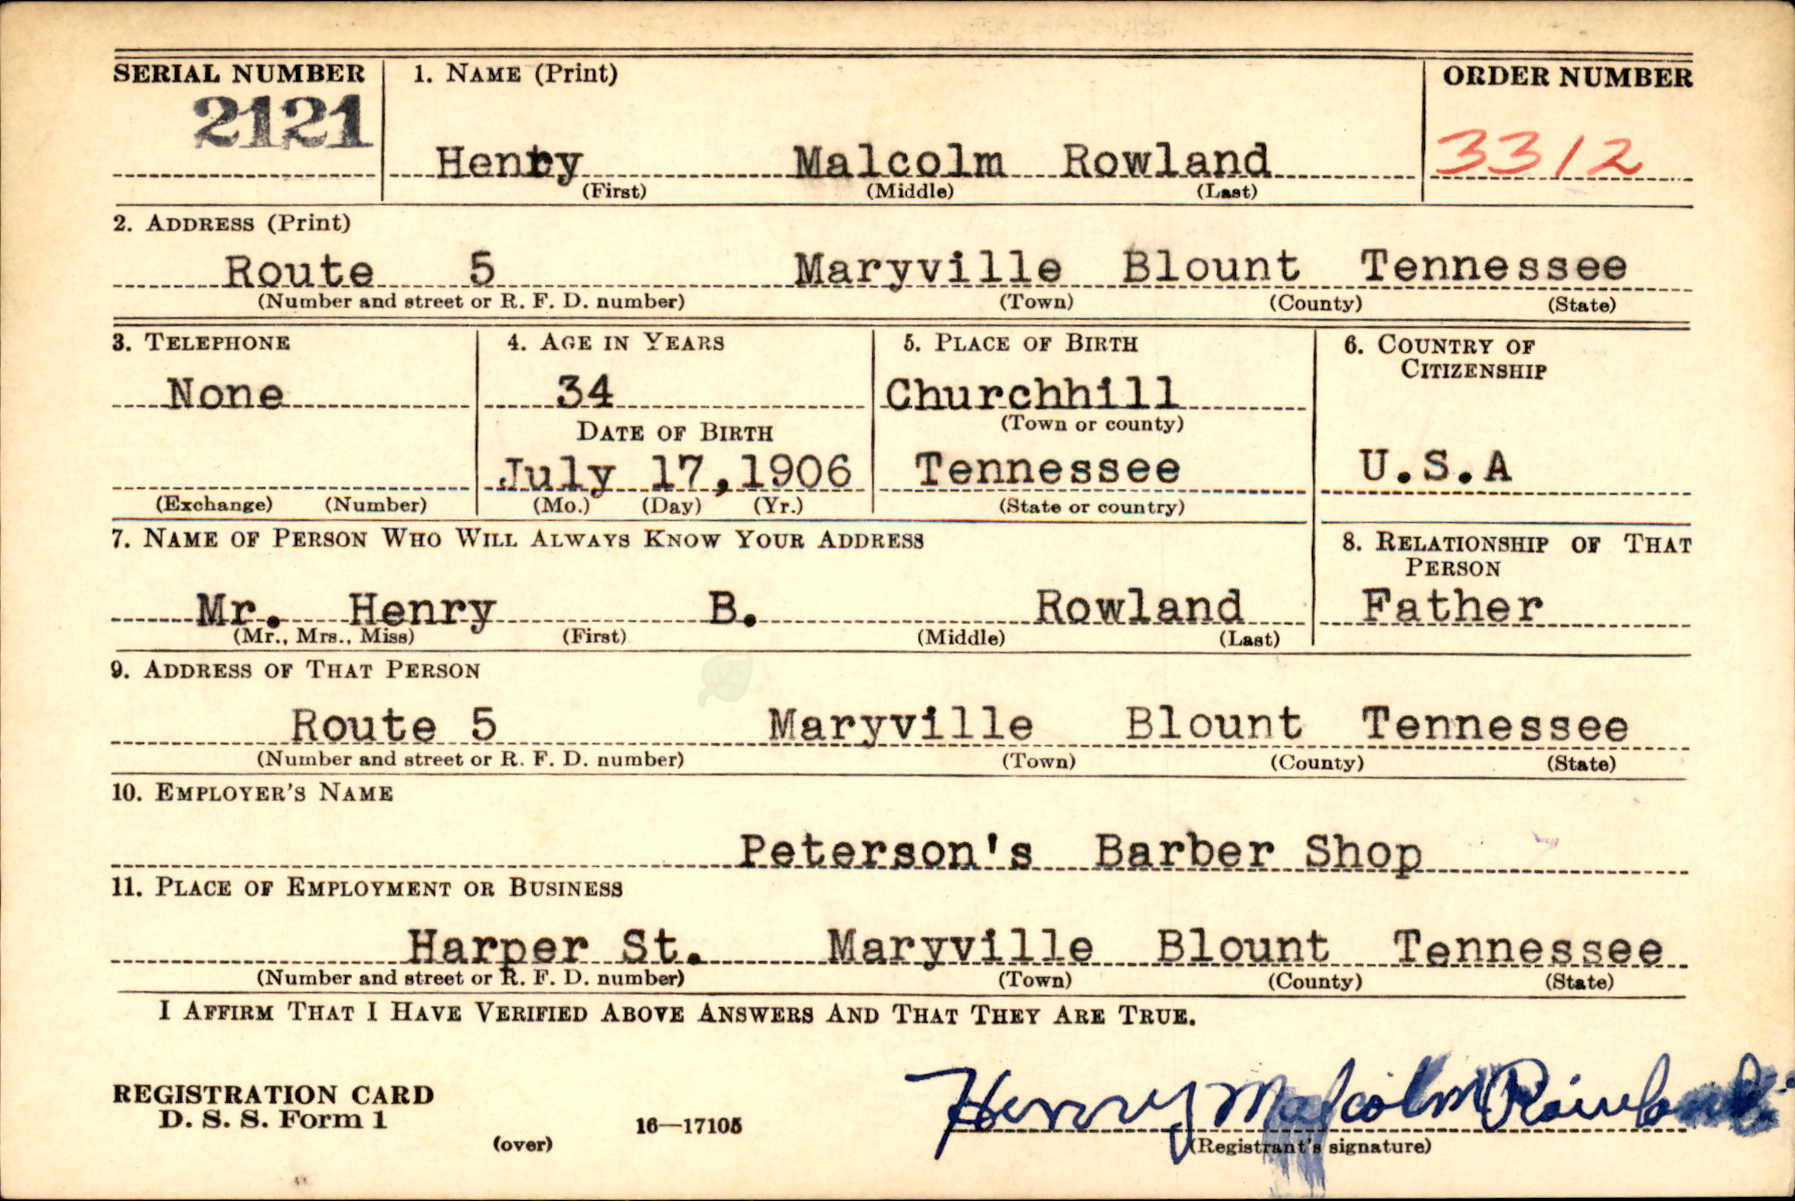 SERIAL NUMBER 1. NAME (Print) ORDER NUMBER
2121
Henry Malcolm Rowland 3312
(First) (Middle) (Last)
2. ADDRESS (Print)
Route 5 Maryville Blount Tennessee
(Number and street or R. F. D. number) (Town) (County) (State)
3. TELEPHONE 4. AGE IN YEARS 5. PLACE OF BIRTH 6. COUNTRY OF
CITIZENSHIP
None 34 Churchhill
(Town or county)
DATE OF BIRTH
July 17,1906 Tennessee U.S.A
(Exchange) (Number) (Mo.) (Day) (Yr.) (State or country)
7. NAME OF PERSON WHO WILL ALWAYS KNOW YOUR ADDRESS 8. RELATIONSHIP OF THAT
PERSON
Mr. Henry B. Rowland Father
(Mr., Mrs., Miss) (First) (Middle) (Last)
9. ADDRESS OF THAT PERSON
Route 5 Maryville Blount Tennessee
(Number and street or R. F. D. number) (Town) (County) (State)
10. EMPLOYER'S NAME
Peterson's Barber Shop
11. PLACE OF EMPLOYMENT OR BUSINESS
Harper St. Maryville Blount Tennessee
(Number and street or R. F. D. number) (Town) (County) (State)
I AFFIRM THAT I HAVE VERIFIED ABOVE ANSWERS AND THAT THEY ARE TRUE.
REGISTRATION CARD
D. S. S. Form 1
(over) 16—17105
Henry Malcolm Rowland
(Registrant's signature)